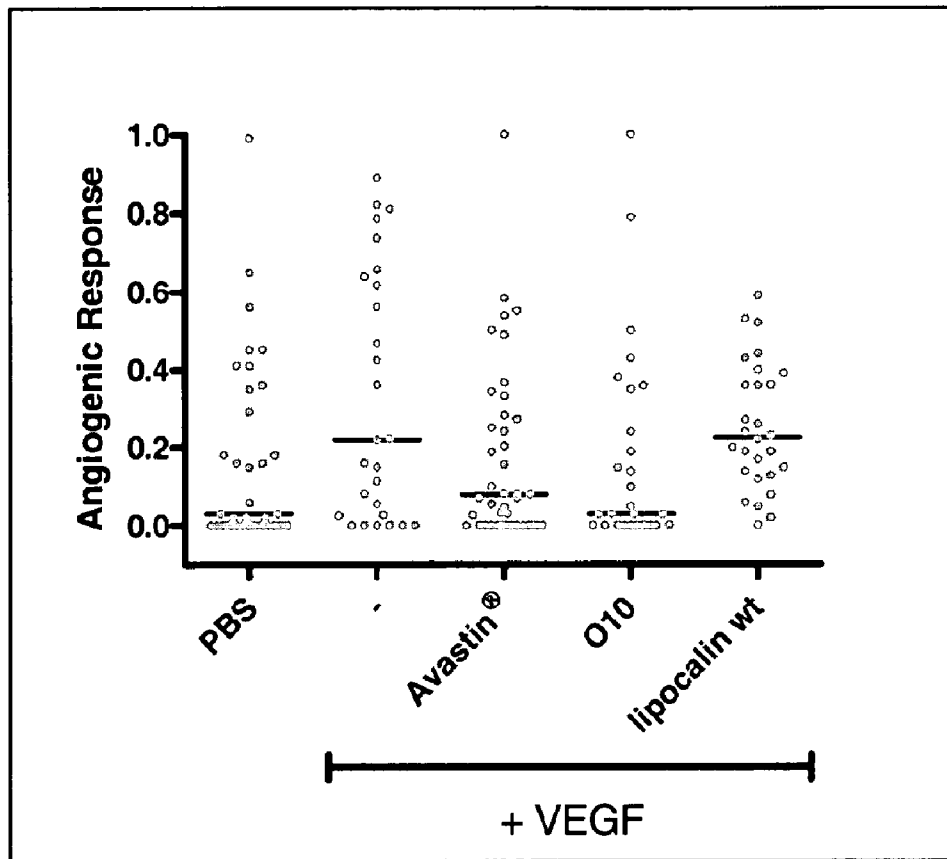 Angiogenic Response
1.0
0.8
0.6
0.4
0.2
0.0
PBS
-
Avastin®
O10
lipocalin wt
+ VEGF